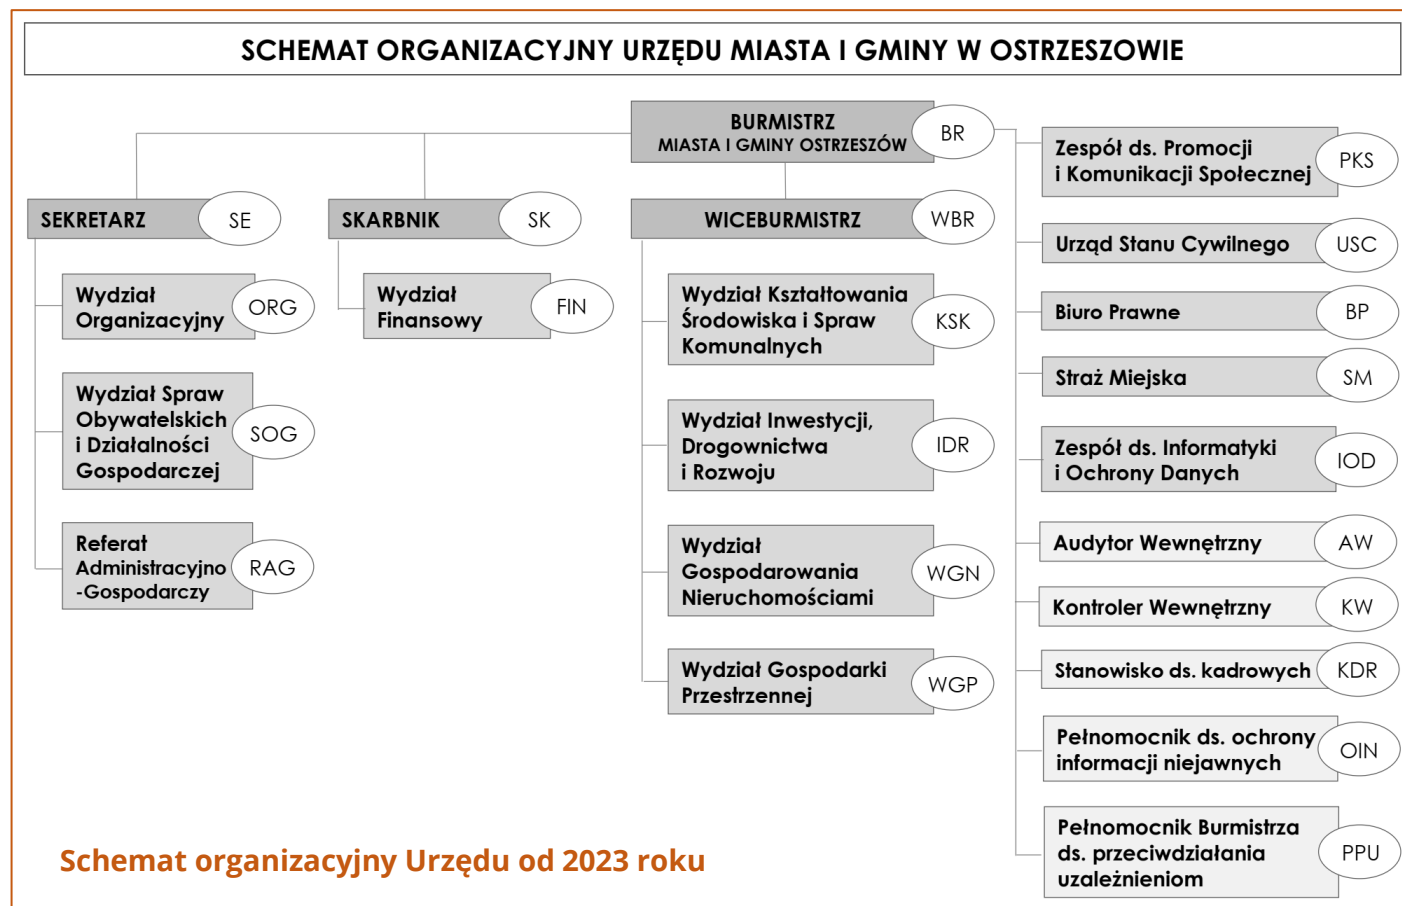 SCHEMAT ORGANIZACYJNY URZĘDU MIASTA I GMINY W OSTRZESZOWIE
BURMISTRZ
MIASTA I GMINY OSTRZESZÓW
BR
SEKRETARZ
SE
SKARBNIK
SK
WICEBURMISTRZ
WBR
Wydział
Organizacyjny
ORG
Wydział Spraw
Obywatelskich
i Działalności
Gospodarczej
SOG
Referat
Administracyjno
-Gospodarczy
RAG
Wydział
Finansowy
FIN
Wydział Kształtowania
Środowiska i Spraw
Komunalnych
KSK
Wydział Inwestycji,
Drogownictwa
i Rozwoju
IDR
Wydział
Gospodarowania
Nieruchomościami
WGN
Wydział Gospodarki
Przestrzennej
WGP
Zespół ds. Promocji
i Komunikacji Społecznej
PKS
Urząd Stanu Cywilnego
USC
Biuro Prawne
BP
Straż Miejska
SM
Zespół ds. Informatyki
i Ochrony Danych
IOD
Audytor Wewnętrzny
AW
Kontroler Wewnętrzny
KW
Stanowisko ds. kadrowych
KDR
Pełnomocnik ds. ochrony
informacji niejawnych
OIN
Pełnomocnik Burmistrza
ds. przeciwdziałania
uzależnieniom
PPU
Schemat organizacyjny Urzędu od 2023 roku